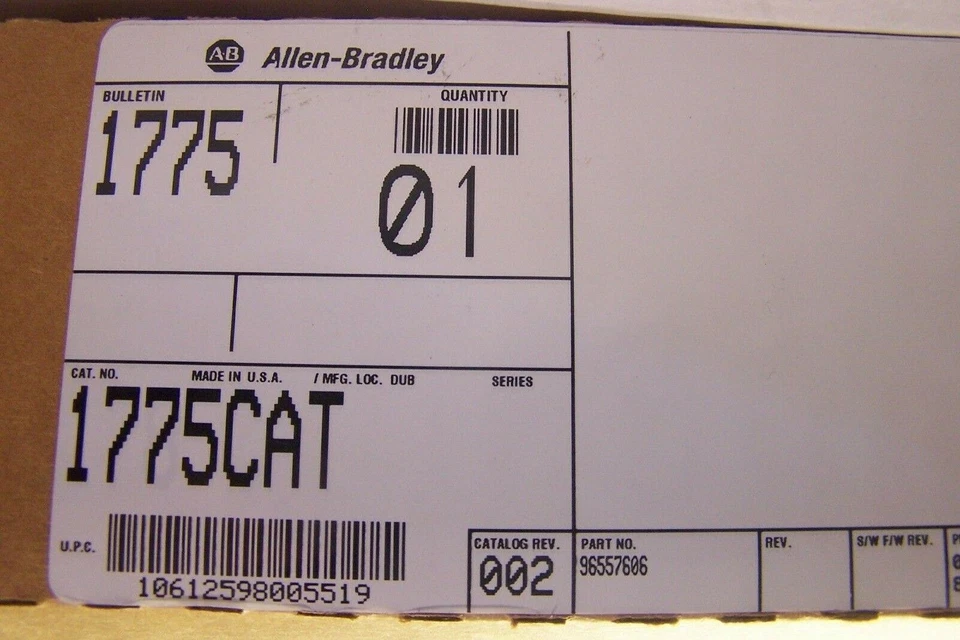 AB Allen-Bradley
BULLETIN
1775
QUANTITY
01
CAT. NO. MADE IN U.S.A. / MFG. LOC. DUB SERIES
1775CAT
U.P.C.
10612598005519
CATALOG REV.
002
PART NO.
96557606
REV.
S/W F/W REV.